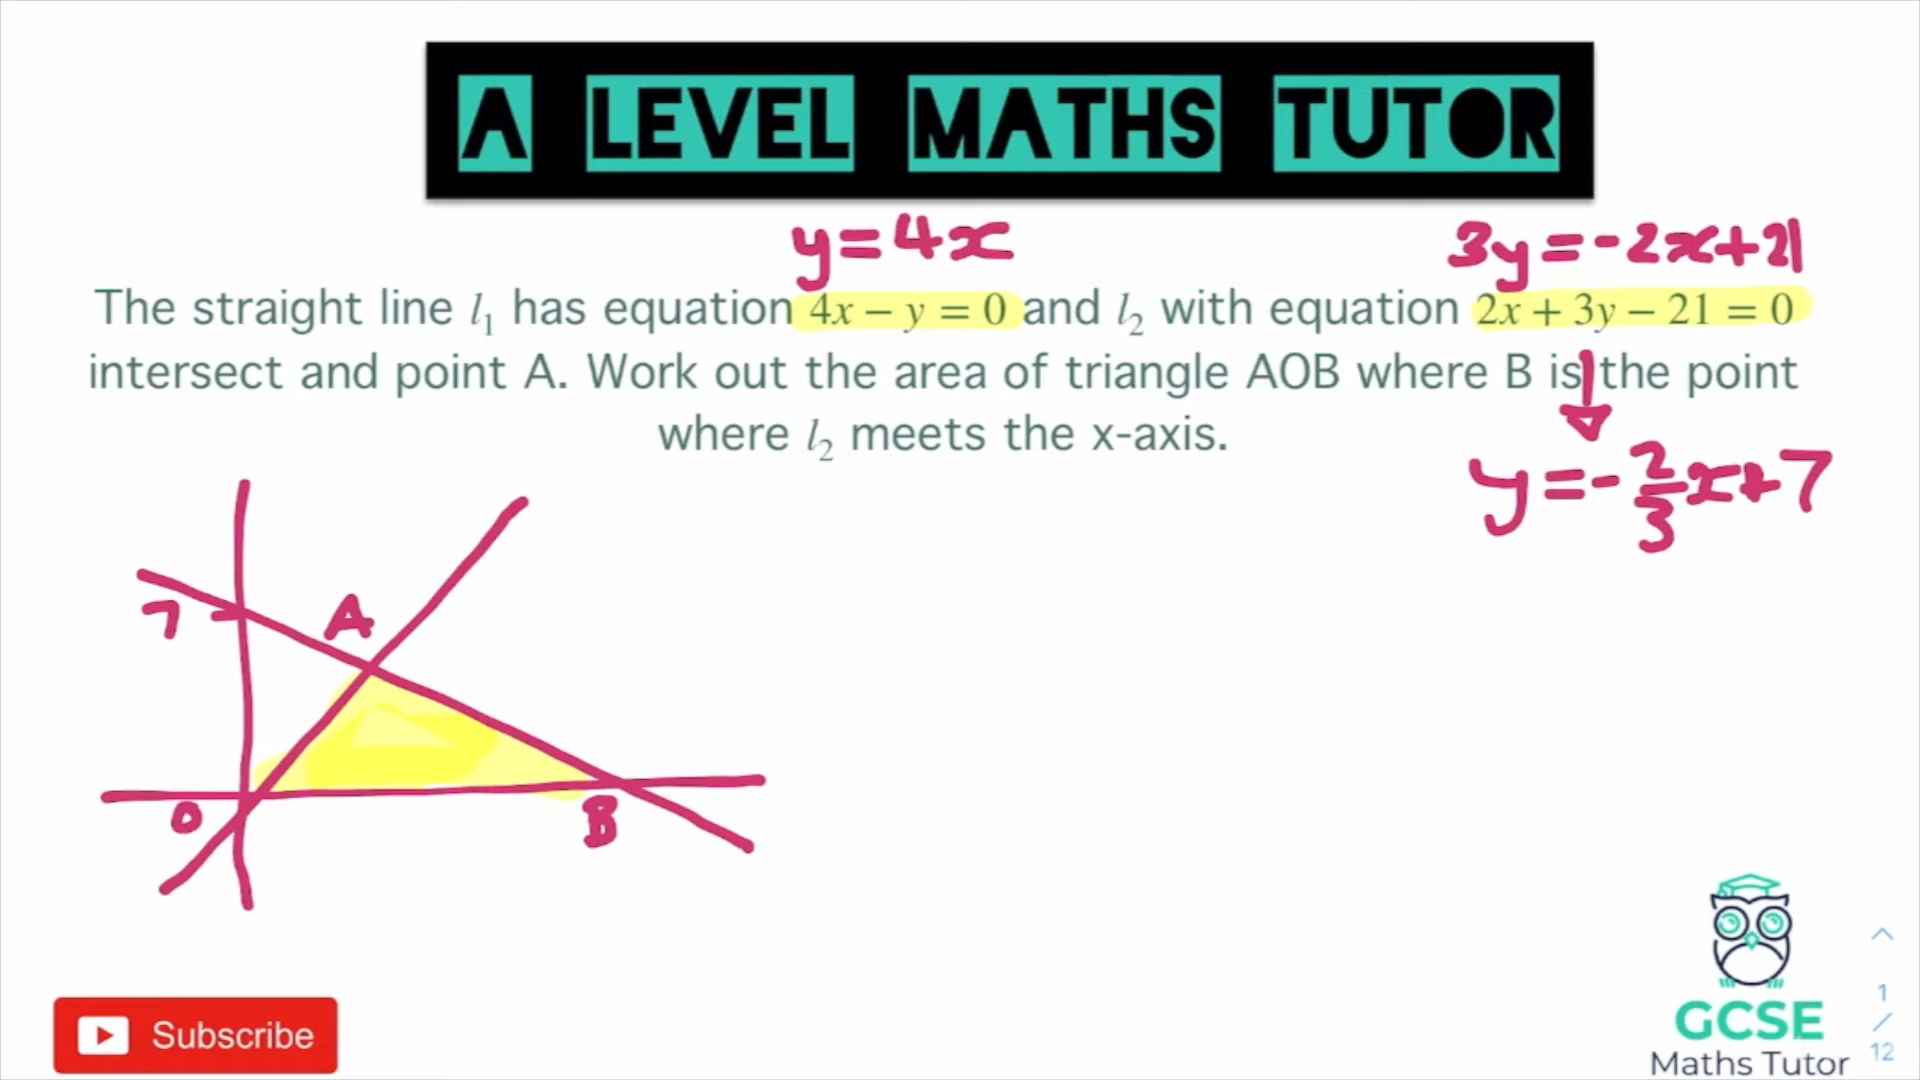 A LEVEL MATHS TUTOR
y=4x
3y=-2x+21
The straight line l₁ has equation 4x − y = 0 and l₂ with equation 2x + 3y − 21 = 0
intersect and point A. Work out the area of triangle AOB where B is the point
where l₂ meets the x-axis.
y=-2/3x+7
7
A
O
B
Subscribe
GCSE
Maths Tutor
1
/
12